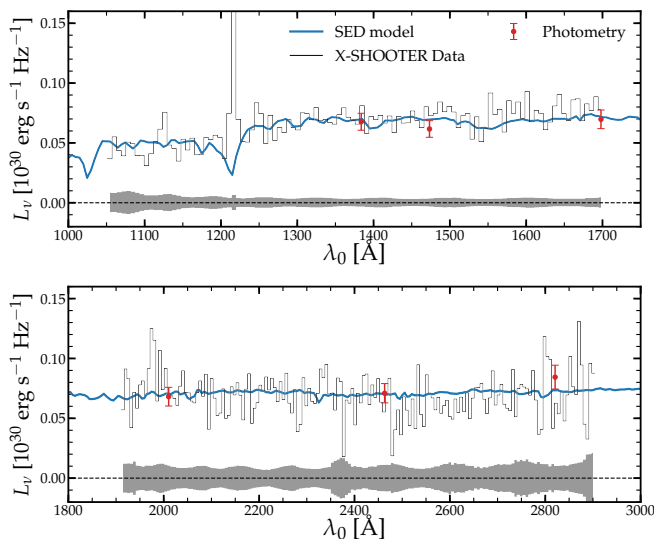 SED model
X-SHOOTER Data
Photometry
0.15
0.10
0.05
0.00
L_ν [10^30 erg s^−1 Hz^−1]
1000 1100 1200 1300 1400 1500 1600 1700
λ_0 [Å]
0.15
0.10
0.05
0.00
L_ν [10^30 erg s^−1 Hz^−1]
1800 2000 2200 2400 2600 2800 3000
λ_0 [Å]